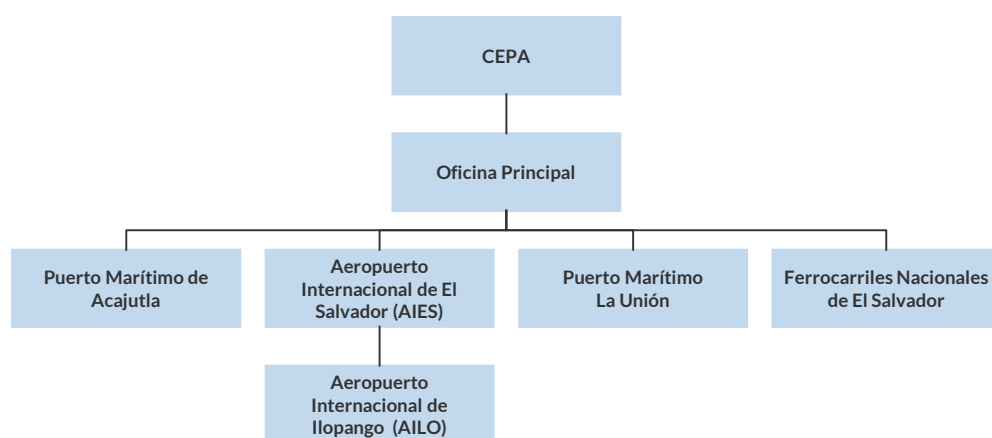 CEPA
Oficina Principal
Puerto Marítimo de
Acajutla
Aeropuerto
Internacional de El
Salvador (AIES)
Puerto Marítimo
La Unión
Ferrocarriles Nacionales
de El Salvador
Aeropuerto
Internacional de
Ilopango (AILO)